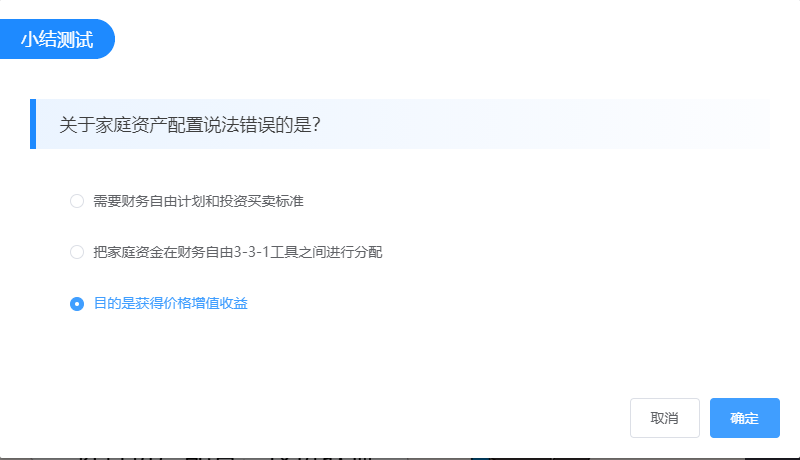 小结测试
关于家庭资产配置说法错误的是?
需要财务自由计划和投资买卖标准
把家庭资金在财务自由3-3-1工具之间进行分配
目的是获得价格增值收益
取消
确定